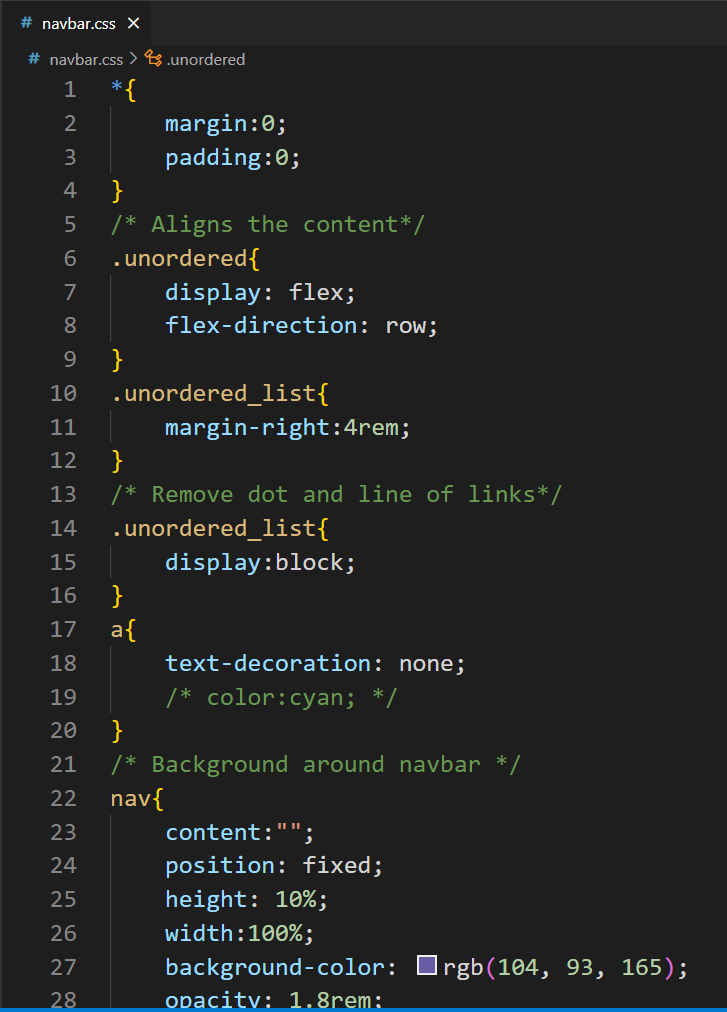 # navbar.css ×
# navbar.css > .unordered
1 *{
2 margin:0;
3 padding:0;
4 }
5 /* Aligns the content*/
6 .unordered{
7 display: flex;
8 flex-direction: row;
9 }
10 .unordered_list{
11 margin-right:4rem;
12 }
13 /* Remove dot and line of links*/
14 .unordered_list{
15 display:block;
16 }
17 a{
18 text-decoration: none;
19 /* color:cyan; */
20 }
21 /* Background around navbar */
22 nav{
23 content:"";
24 position: fixed;
25 height: 10%;
26 width:100%;
27 background-color: rgb(104, 93, 165);
28 opacity: 1.8rem;